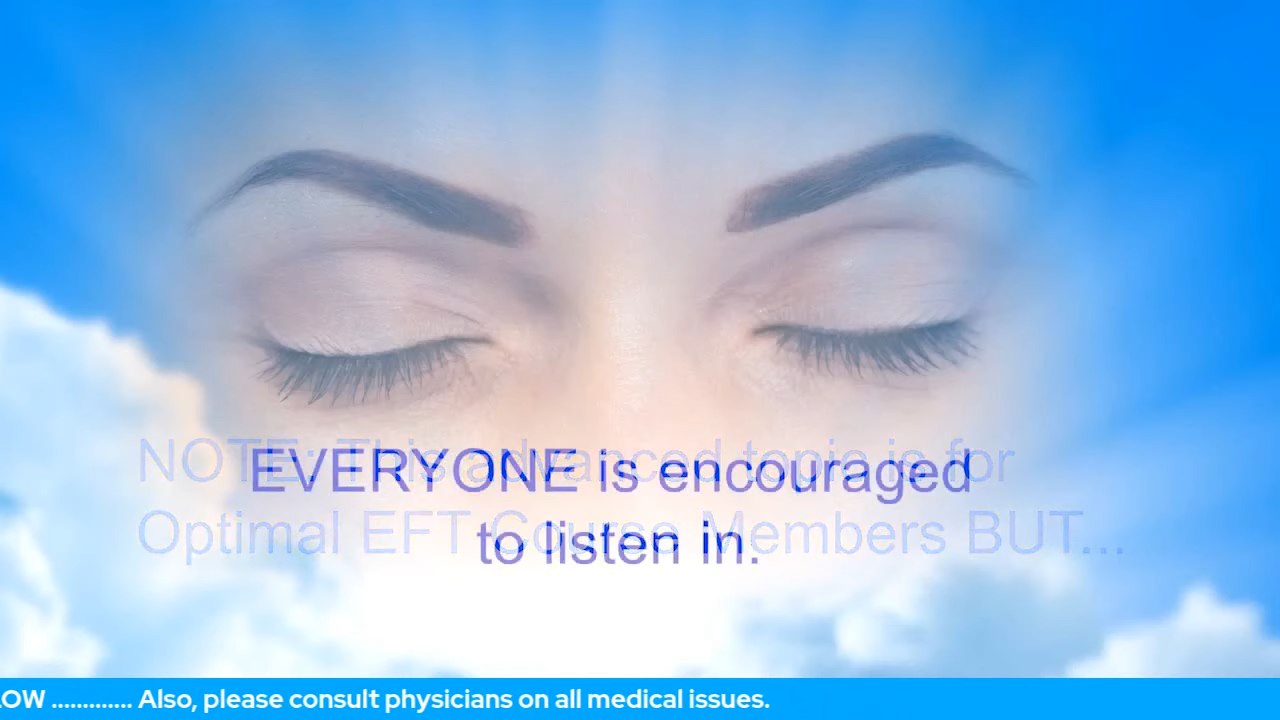 NOTE: This advanced topic is for
Optimal EFT Course Members BUT...
EVERYONE is encouraged
to listen in.
LOW ............. Also, please consult physicians on all medical issues.